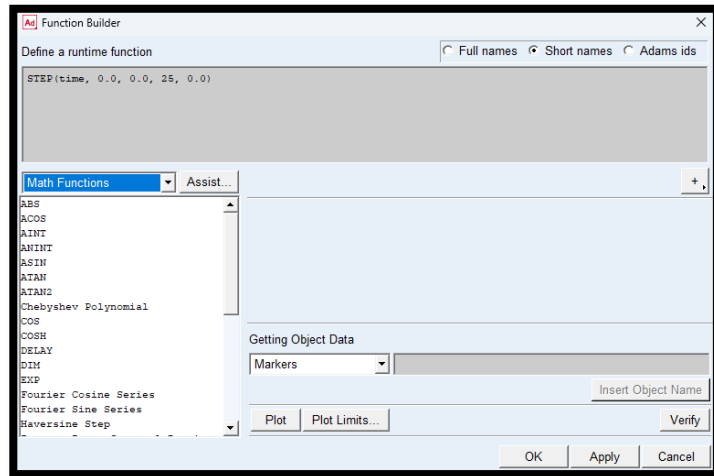 Ad Function Builder
Define a runtime function
Full names Short names Adams ids
STEP(time, 0.0, 0.0, 25, 0.0)
Math Functions Assist... +
ABS
ACOS
AINT
ANINT
ASIN
ATAN
ATAN2
Chebyshev Polynomial
COS
COSH
DELAY
DIM
EXP
Fourier Cosine Series
Fourier Sine Series
Haversine Step
Getting Object Data
Markers
Insert Object Name
Plot Plot Limits... Verify
OK Apply Cancel